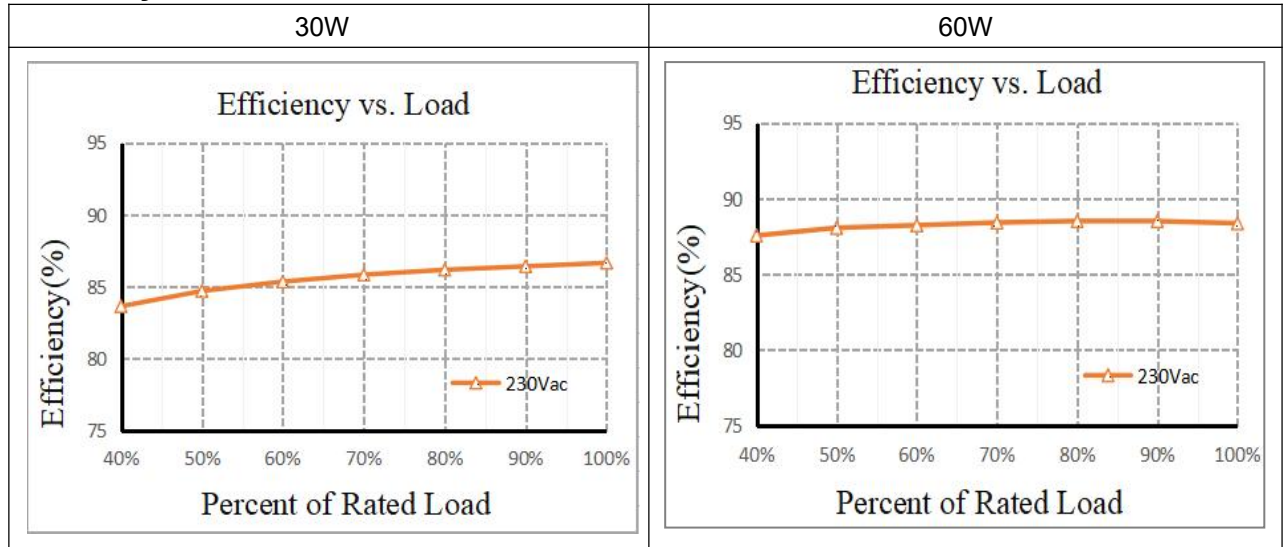 30W
60W
Efficiency vs. Load
95
90
85
80
75
Efficiency(%)
230Vac
40% 50% 60% 70% 80% 90% 100%
Percent of Rated Load
Efficiency vs. Load
95
90
85
80
75
Efficiency(%)
230Vac
40% 50% 60% 70% 80% 90% 100%
Percent of Rated Load